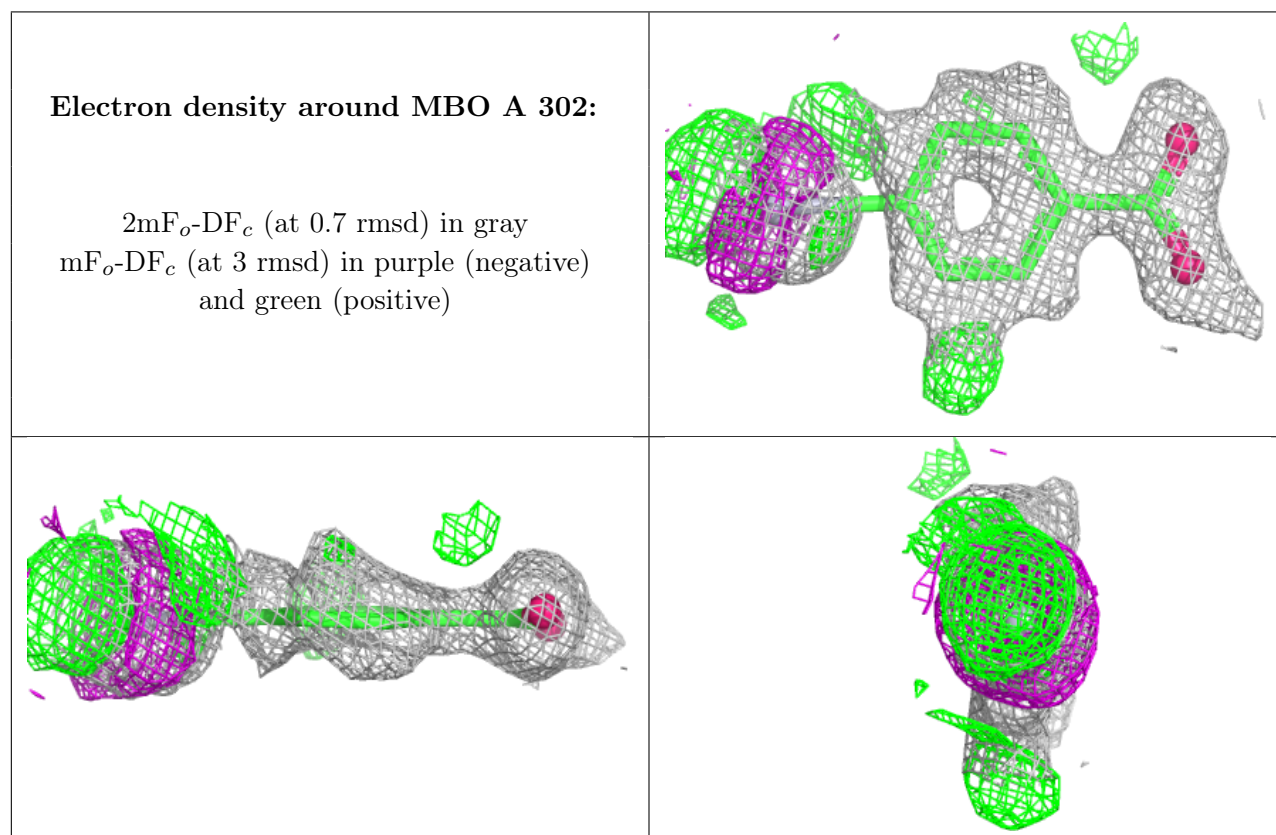 Electron density around MBO A 302:
2mFₒ-DF𝒸 (at 0.7 rmsd) in gray
mFₒ-DF𝒸 (at 3 rmsd) in purple (negative)
and green (positive)